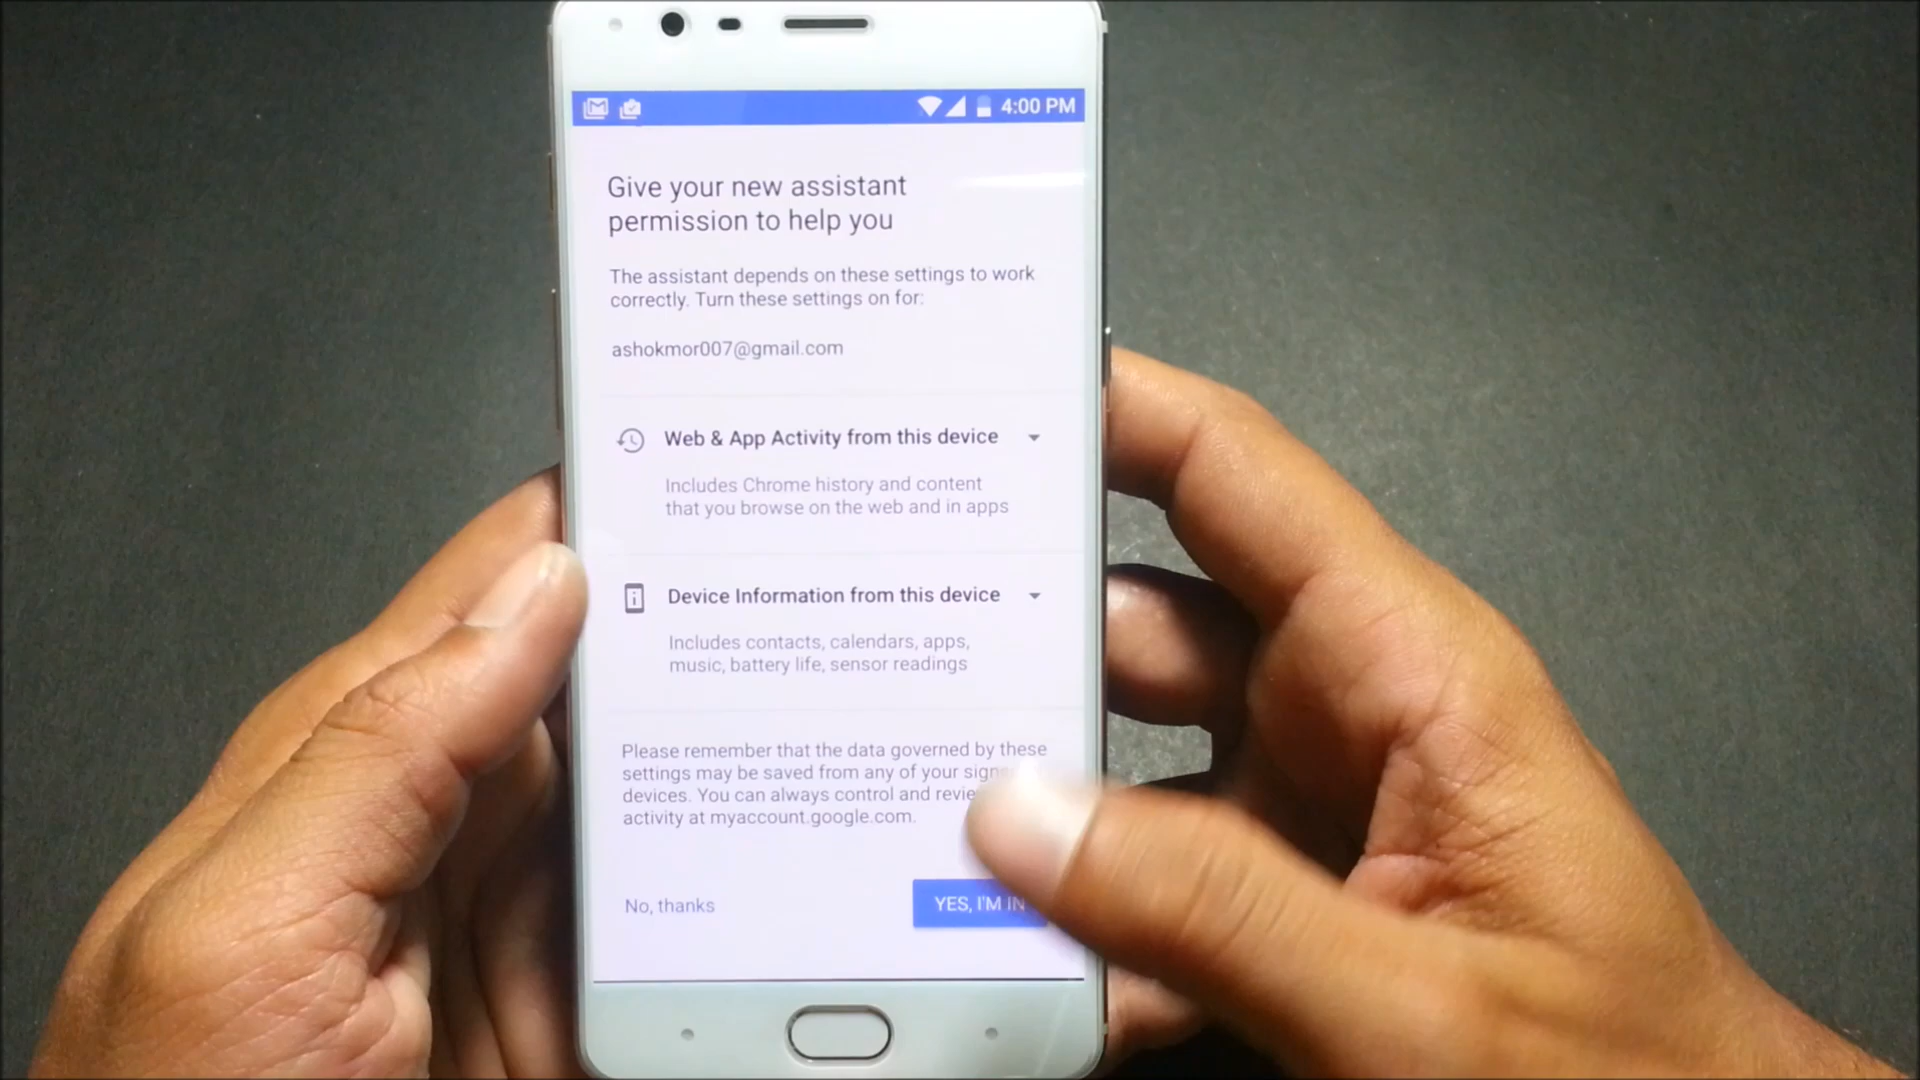 4:00 PM
Give your new assistant
permission to help you
The assistant depends on these settings to work
correctly. Turn these settings on for:
ashokmor007@gmail.com
Web & App Activity from this device
Includes Chrome history and content
that you browse on the web and in apps
Device Information from this device
Includes contacts, calendars, apps,
music, battery life, sensor readings
Please remember that the data governed by these
settings may be saved from any of your
devices. You can always control and
activity at myaccount.google.com.
No, thanks
YES, I'M IN